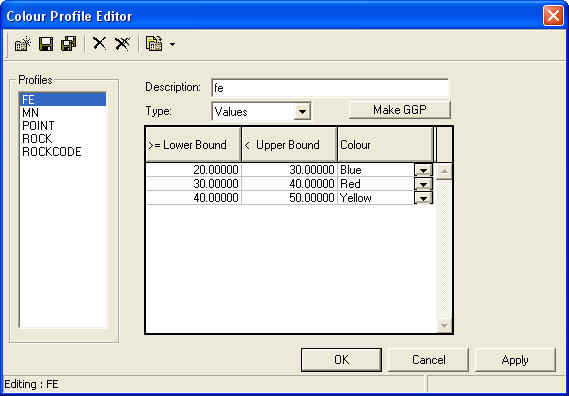 Colour Profile Editor
Profiles
FE
MN
POINT
ROCK
ROCKCODE
Description: fe
Type: Values Make GGP
>= Lower Bound < Upper Bound Colour
20.00000 30.00000 Blue
30.00000 40.00000 Red
40.00000 50.00000 Yellow
OK Cancel Apply
Editing : FE